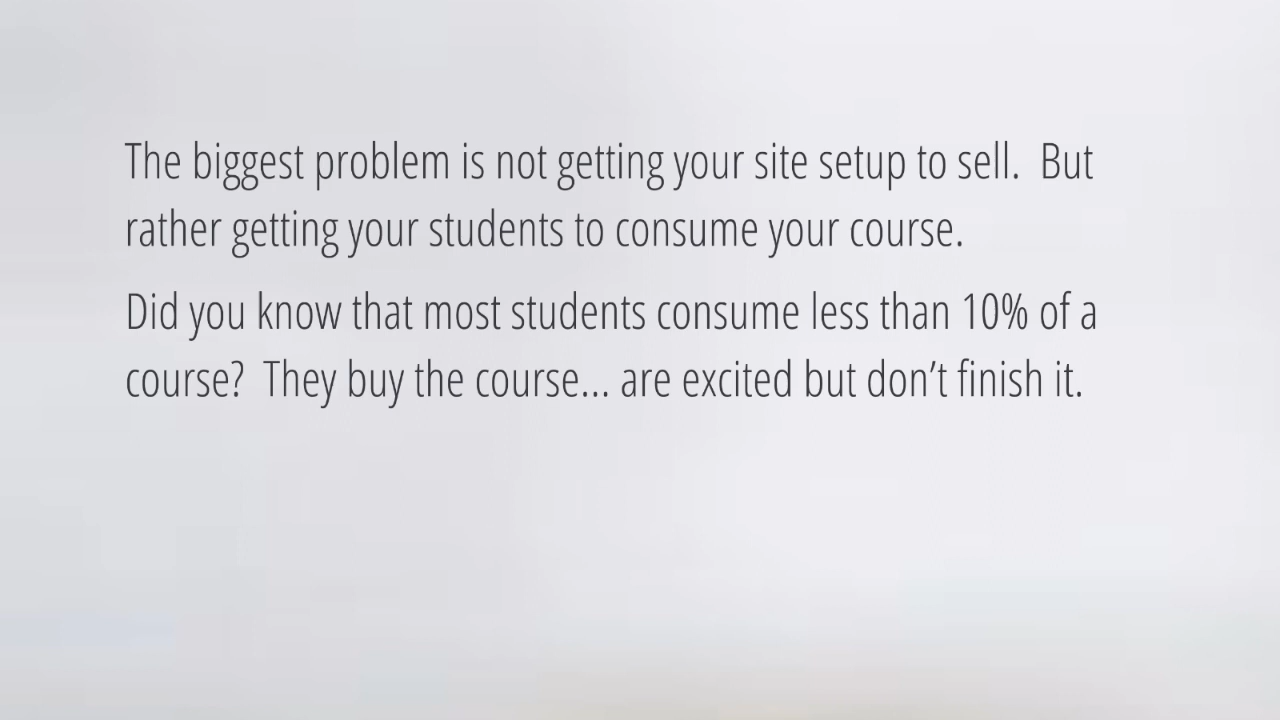 The biggest problem is not getting your site setup to sell.  But
rather getting your students to consume your course.
Did you know that most students consume less than 10% of a
course?  They buy the course... are excited but don’t finish it.